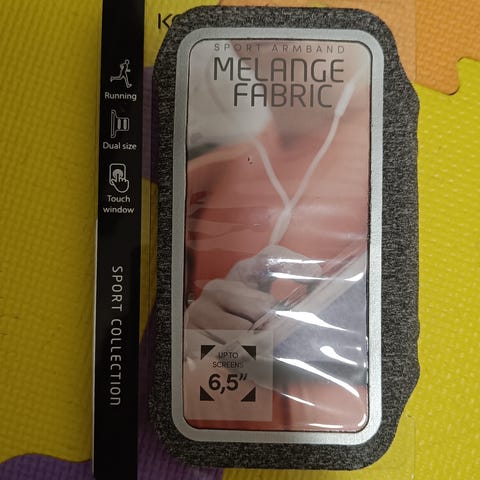 Running
Dual size
Touch
window
SPORT COLLECTION
SPORT ARMBAND
MELANGE
FABRIC
UP TO
SCREENS
6,5"